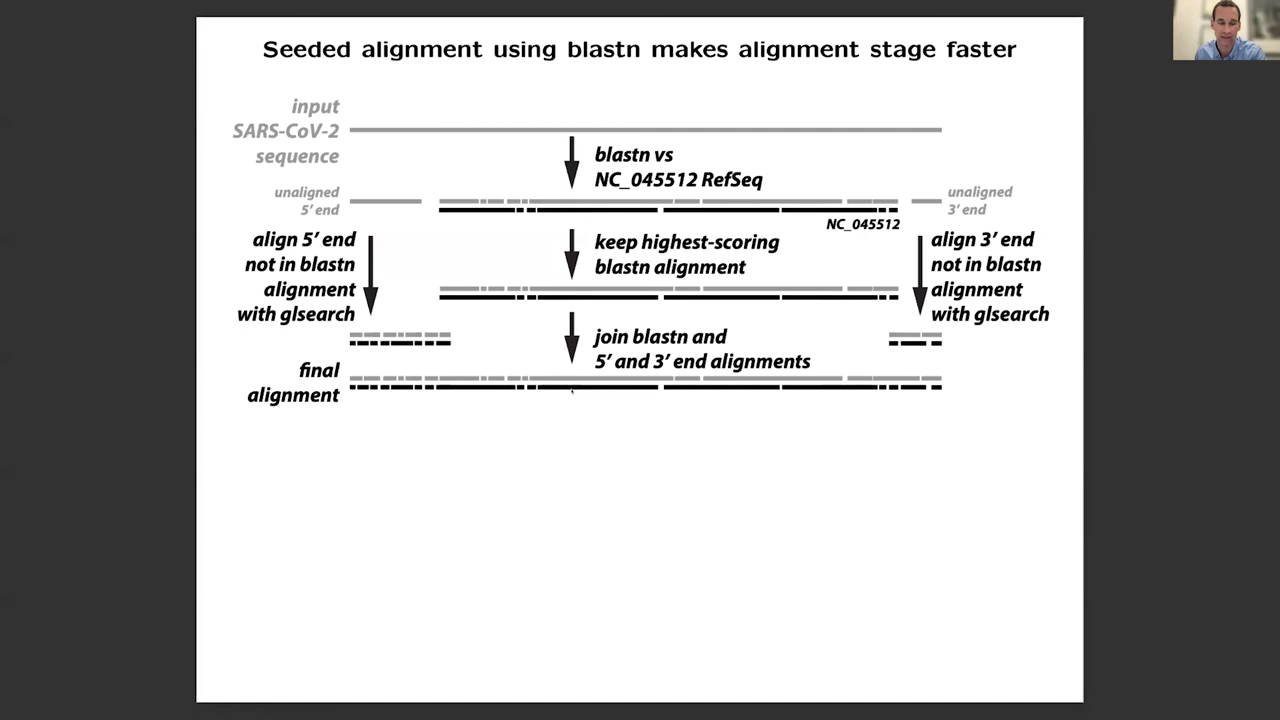 Seeded alignment using blastn makes alignment stage faster
input
SARS-CoV-2
sequence
blastn vs
NC_045512 RefSeq
unaligned
5' end
unaligned
3' end
NC_045512
align 5' end
not in blastn
alignment
with glsearch
keep highest-scoring
blastn alignment
align 3' end
not in blastn
alignment
with glsearch
join blastn and
5' and 3' end alignments
final
alignment